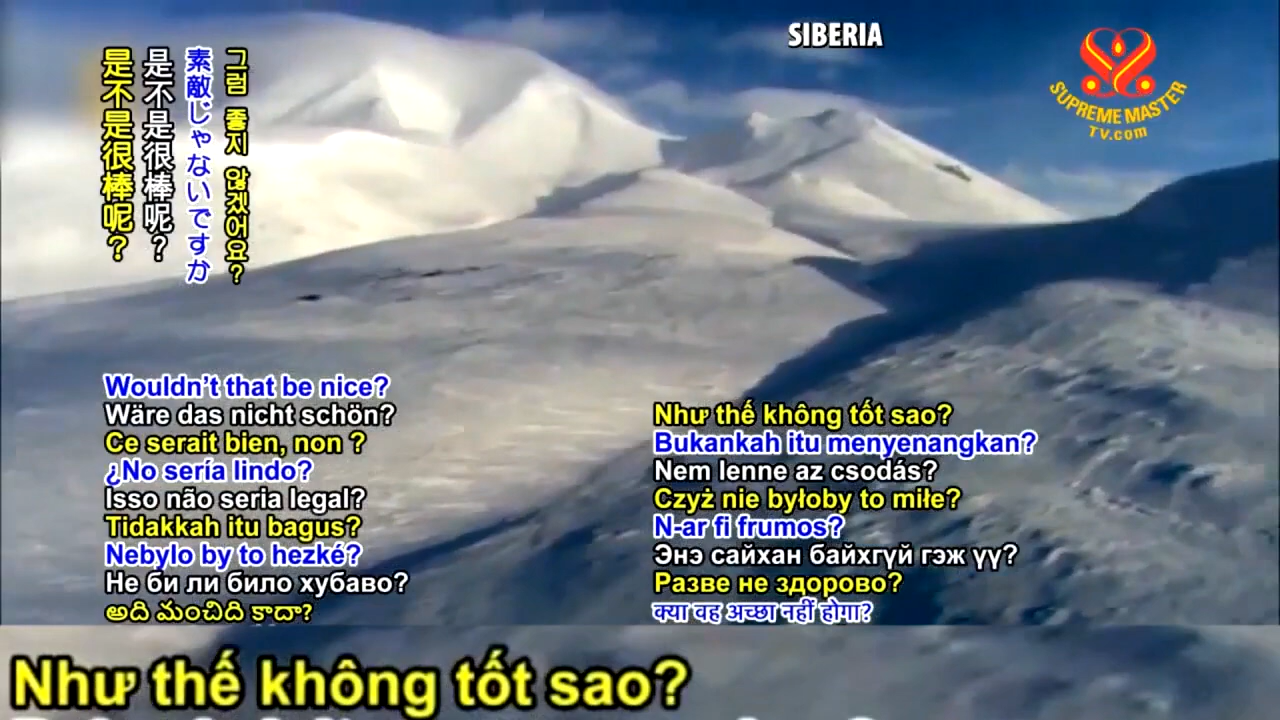 SIBERIA
SUPREME MASTER
TV.com
그럼 좋지 않겠어요?
素敵じゃないですか
是不是很棒呢？
是不是很棒呢？
Wouldn’t that be nice?
Wäre das nicht schön?
Ce serait bien, non ?
¿No sería lindo?
Isso não seria legal?
Tidakkah itu bagus?
Nebylo by to hezké?
Не би ли било хубаво?
అది మంచిది కాదా?
Như thế không tốt sao?
Bukankah itu menyenangkan?
Nem lenne az csodás?
Czyż nie byłoby to miłe?
N-ar fi frumos?
Энэ сайхан байхгүй гэж үү?
Разве не здорово?
क्या वह अच्छा नहीं होगा?
Như thế không tốt sao?